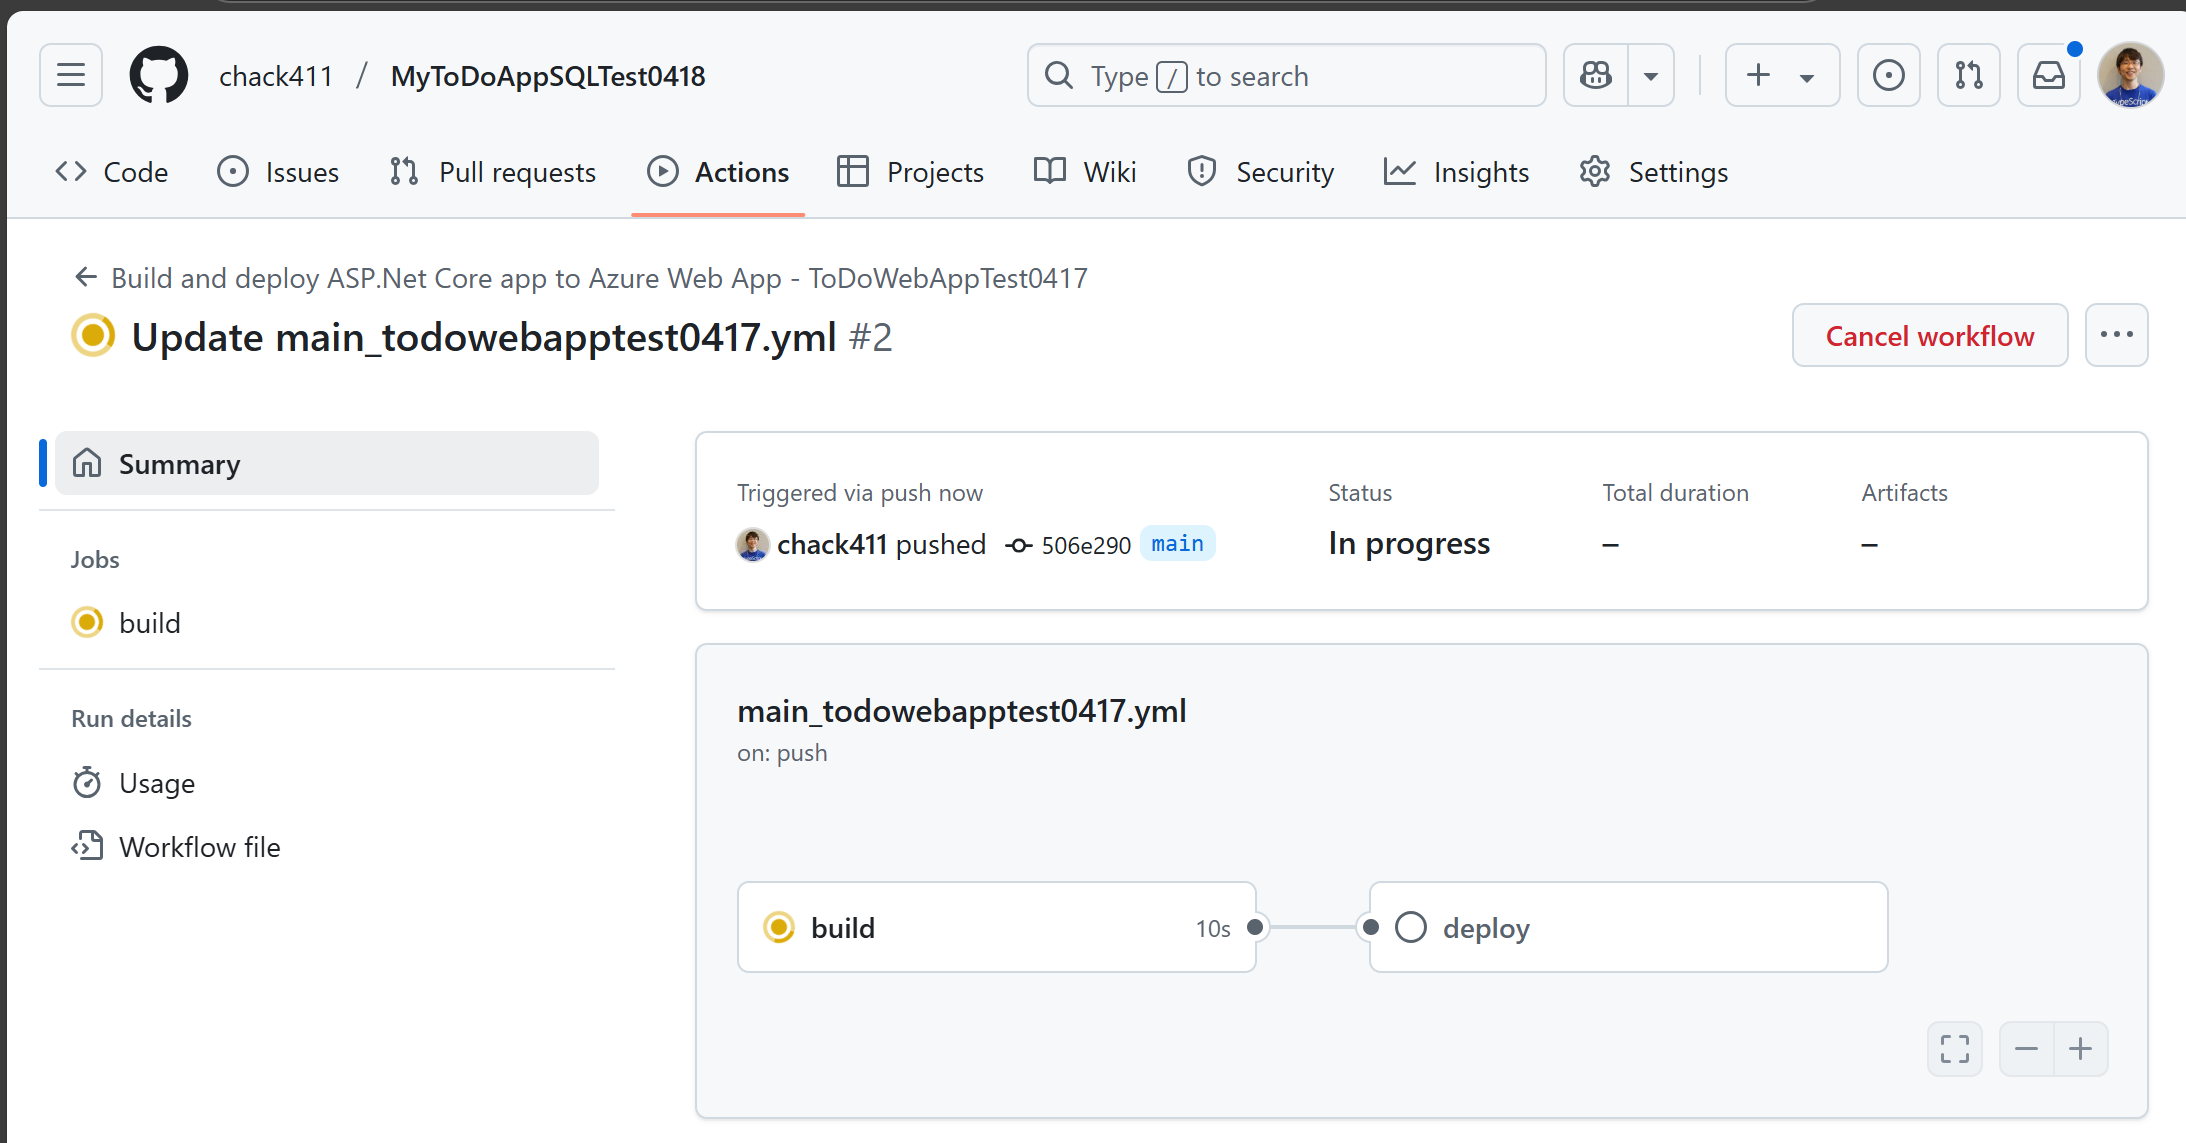 chack411 / MyToDoAppSQLTest0418
Type / to search
Code
Issues
Pull requests
Actions
Projects
Wiki
Security
Insights
Settings
Build and deploy ASP.Net Core app to Azure Web App - ToDoWebAppTest0417
Update main_todowebapptest0417.yml #2
Cancel workflow
Summary
Jobs
build
Run details
Usage
Workflow file
Triggered via push now
chack411 pushed 506e290 main
Status
In progress
Total duration
–
Artifacts
–
main_todowebapptest0417.yml
on: push
build 10s
deploy